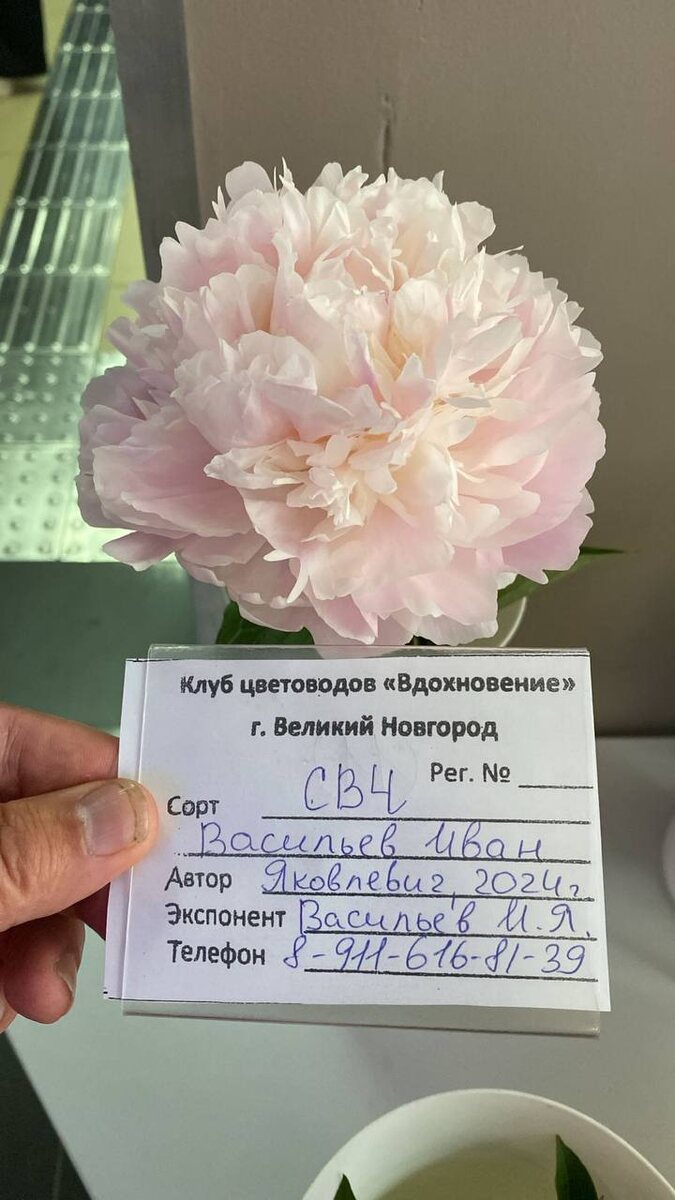 Клуб цветоводов «Вдохновение»
г. Великий Новгород
Рег. №
Сорт СВЧ
Васильев Иван
Автор Яковлевич, 2024г.
Экспонент Васильев И.Я.
Телефон 8-911-616-81-39